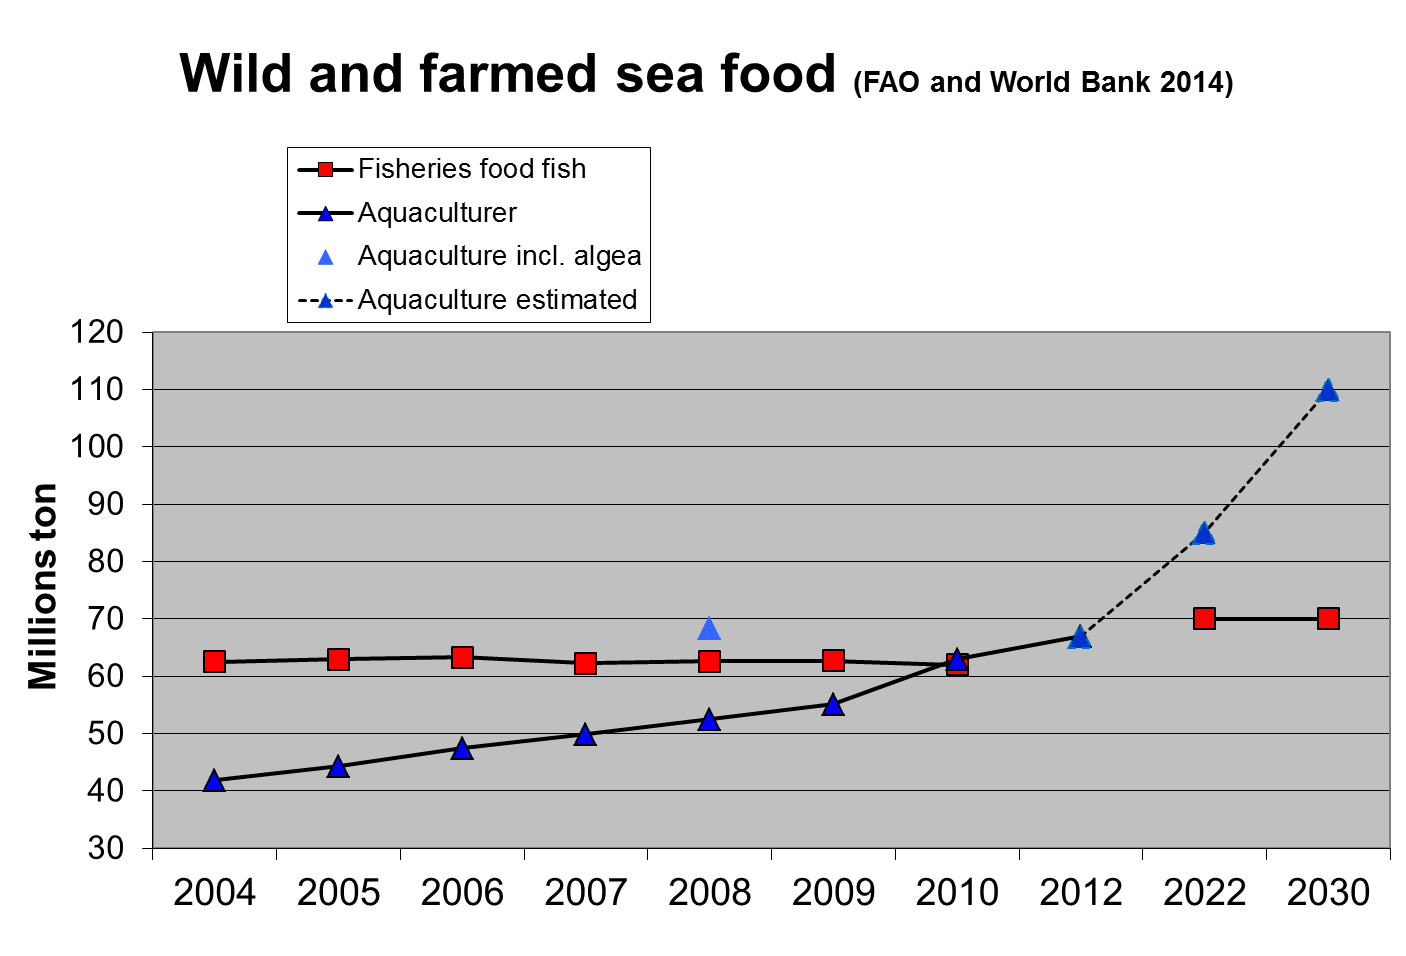 Wild and farmed sea food (FAO and World Bank 2014)
Fisheries food fish
Aquaculturer
Aquaculture incl. algea
Aquaculture estimated
Millions ton
120
110
100
90
80
70
60
50
40
30
2004 2005 2006 2007 2008 2009 2010 2012 2022 2030